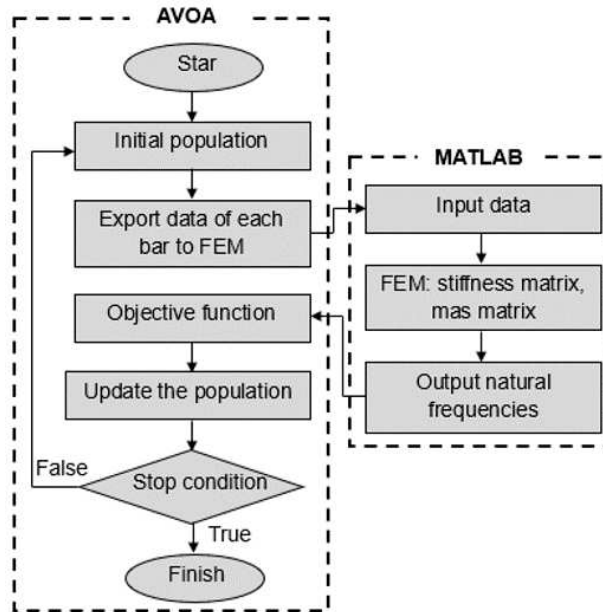 AVOA
Star
Initial population
Export data of each
bar to FEM
Objective function
Update the population
False
Stop condition
True
Finish
MATLAB
Input data
FEM: stiffness matrix,
mas matrix
Output natural
frequencies